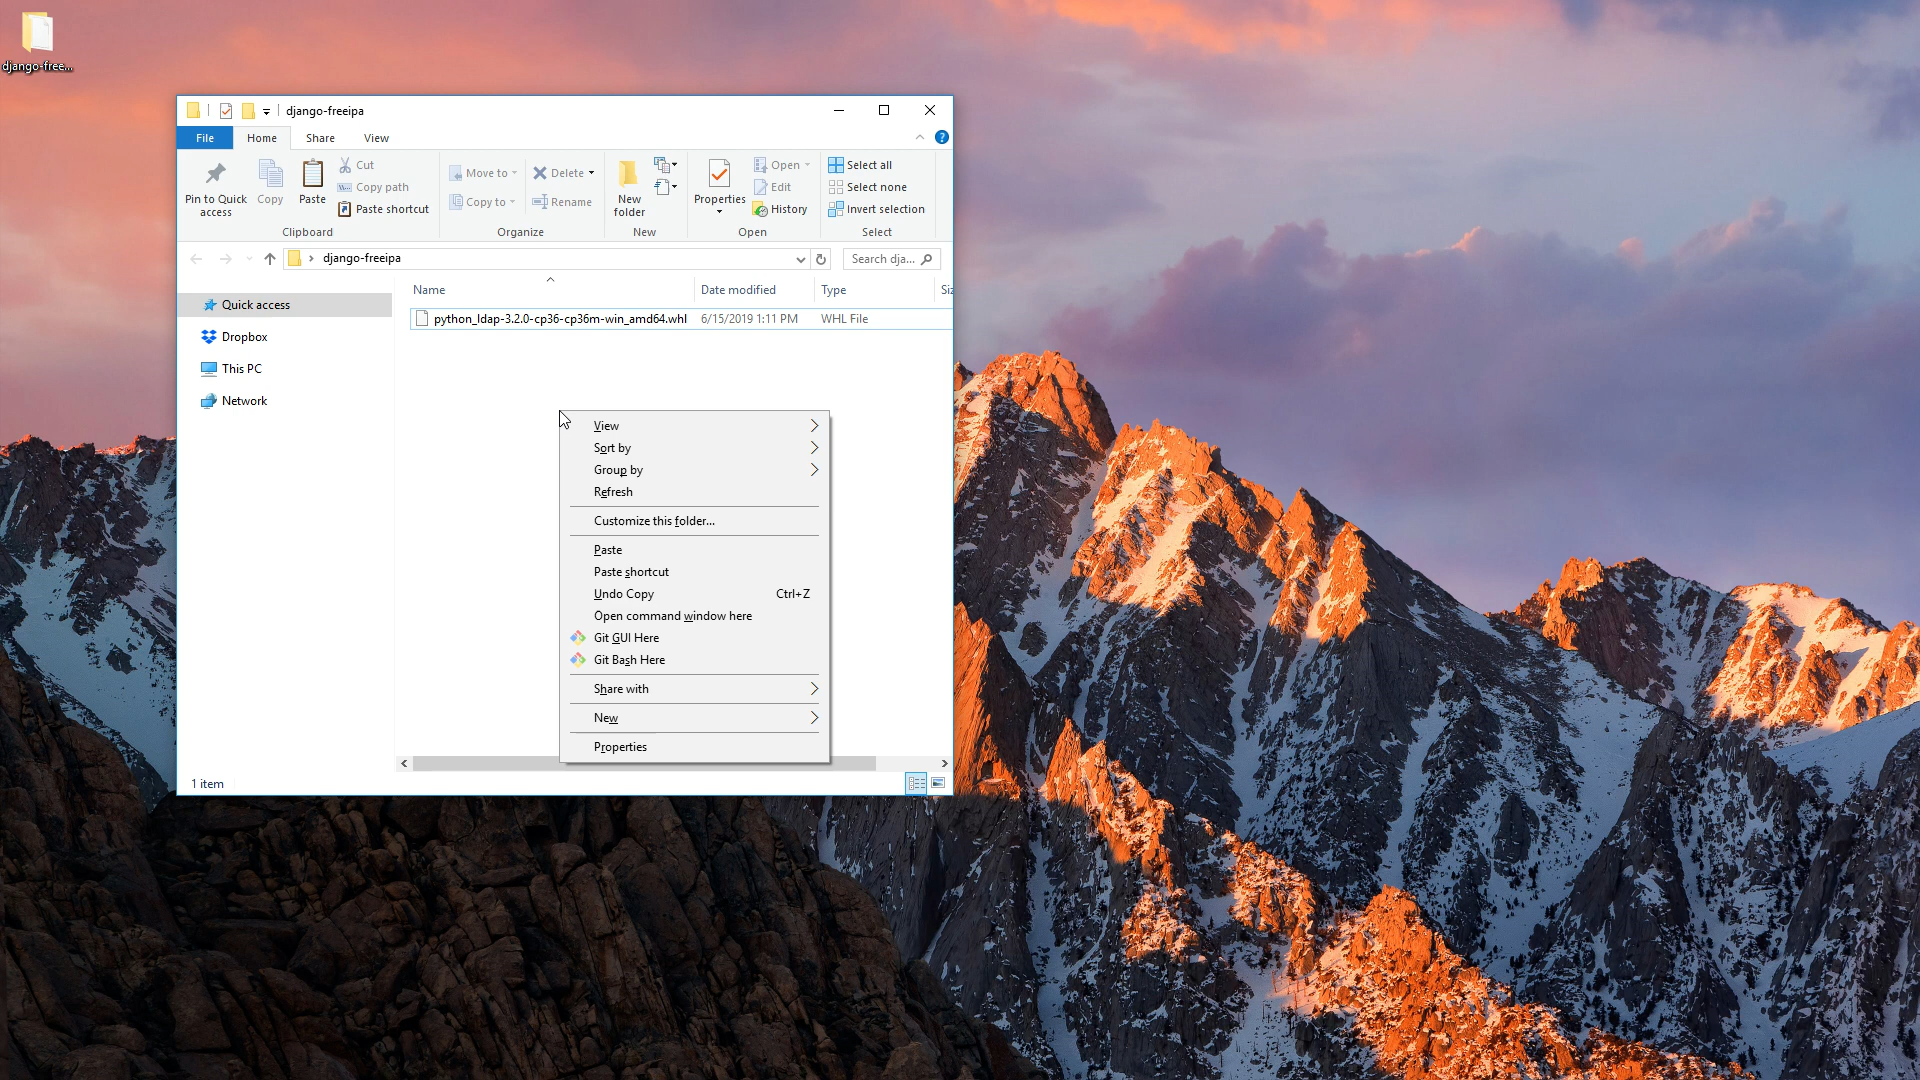 django-free...
django-freeipa
File Home Share View
Pin to Quick access
Copy
Paste
Cut
Copy path
Paste shortcut
Clipboard
Move to
Copy to
Delete
Rename
Organize
New folder
New
Properties
Open
Edit
History
Open
Select all
Select none
Invert selection
Select
django-freeipa
Search dja...
Quick access
Dropbox
This PC
Network
Name Date modified Type Siz
python_ldap-3.2.0-cp36-cp36m-win_amd64.whl 6/15/2019 1:11 PM WHL File
View
Sort by
Group by
Refresh
Customize this folder...
Paste
Paste shortcut
Undo Copy Ctrl+Z
Open command window here
Git GUI Here
Git Bash Here
Share with
New
Properties
1 item